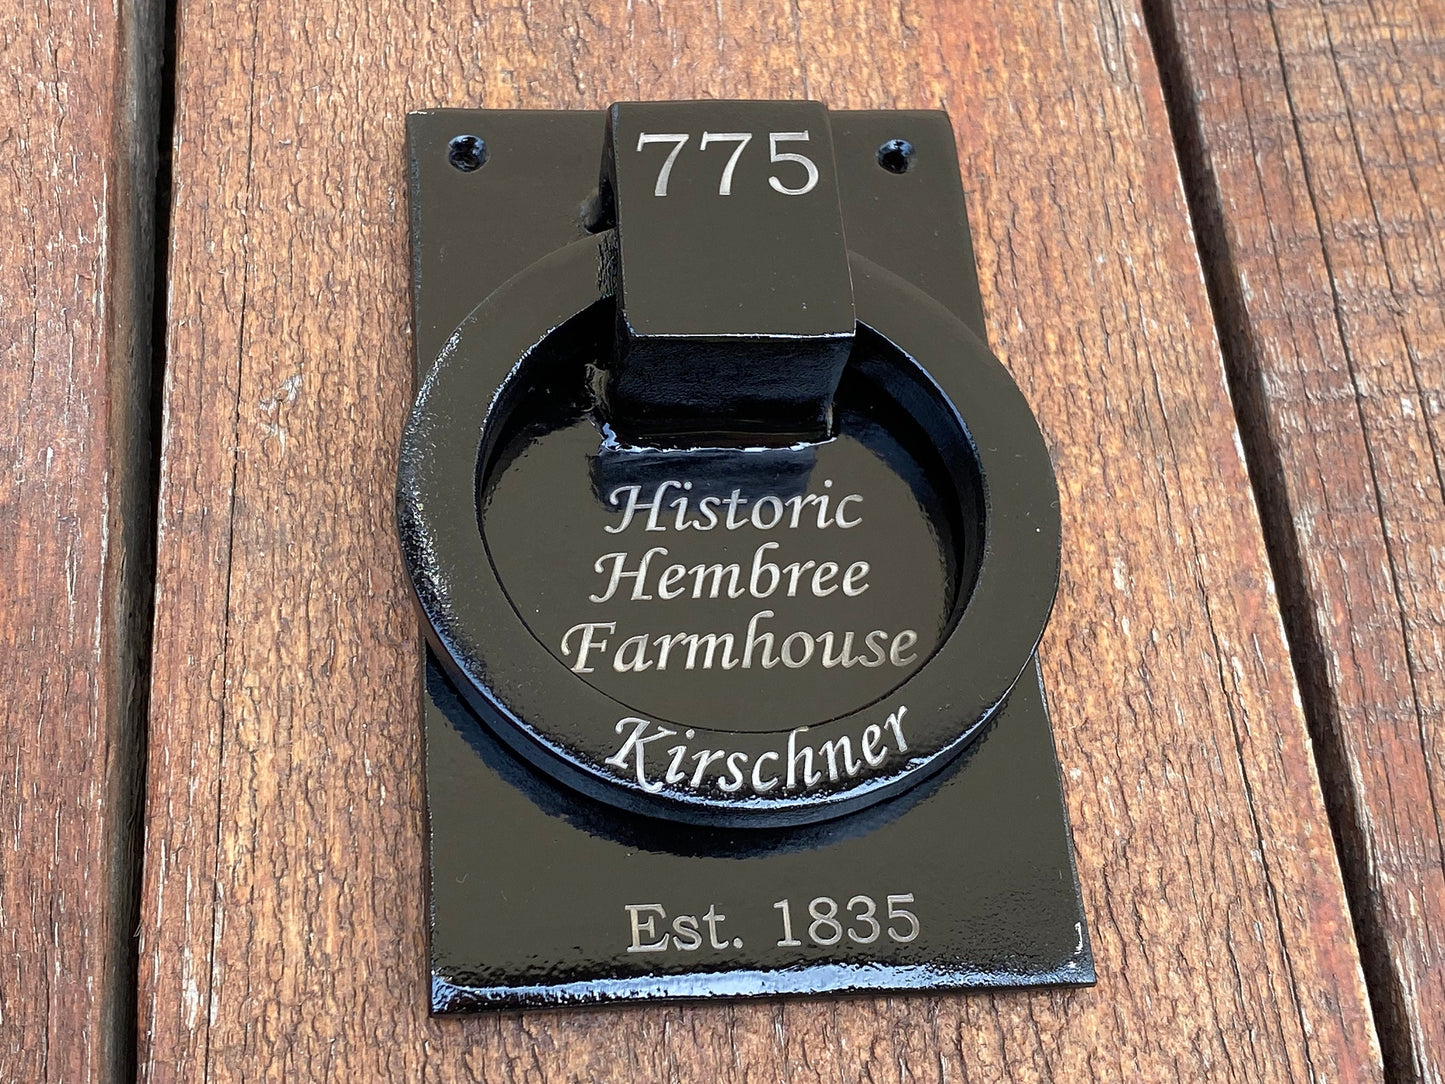 775
Historic
Hembree
Farmhouse
Kirschner
Est. 1835